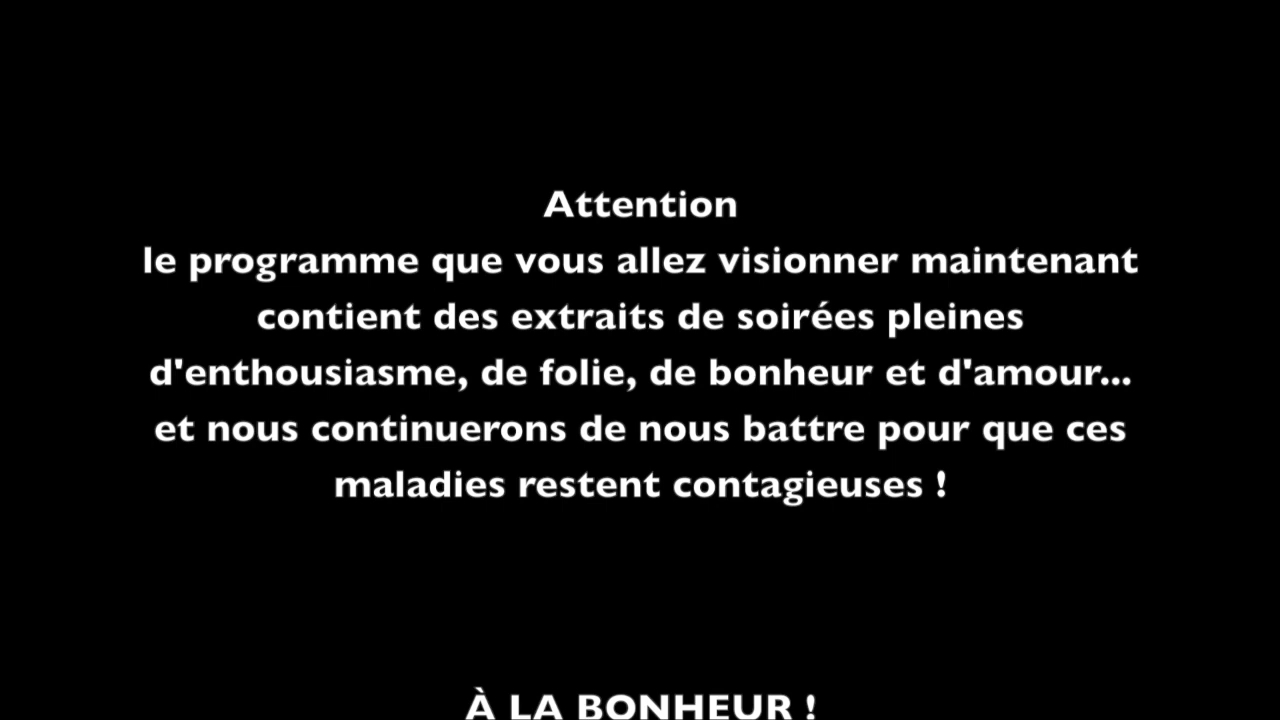 Attention
le programme que vous allez visionner maintenant
contient des extraits de soirées pleines
d'enthousiasme, de folie, de bonheur et d'amour...
et nous continuerons de nous battre pour que ces
maladies restent contagieuses !
À LA BONHEUR !